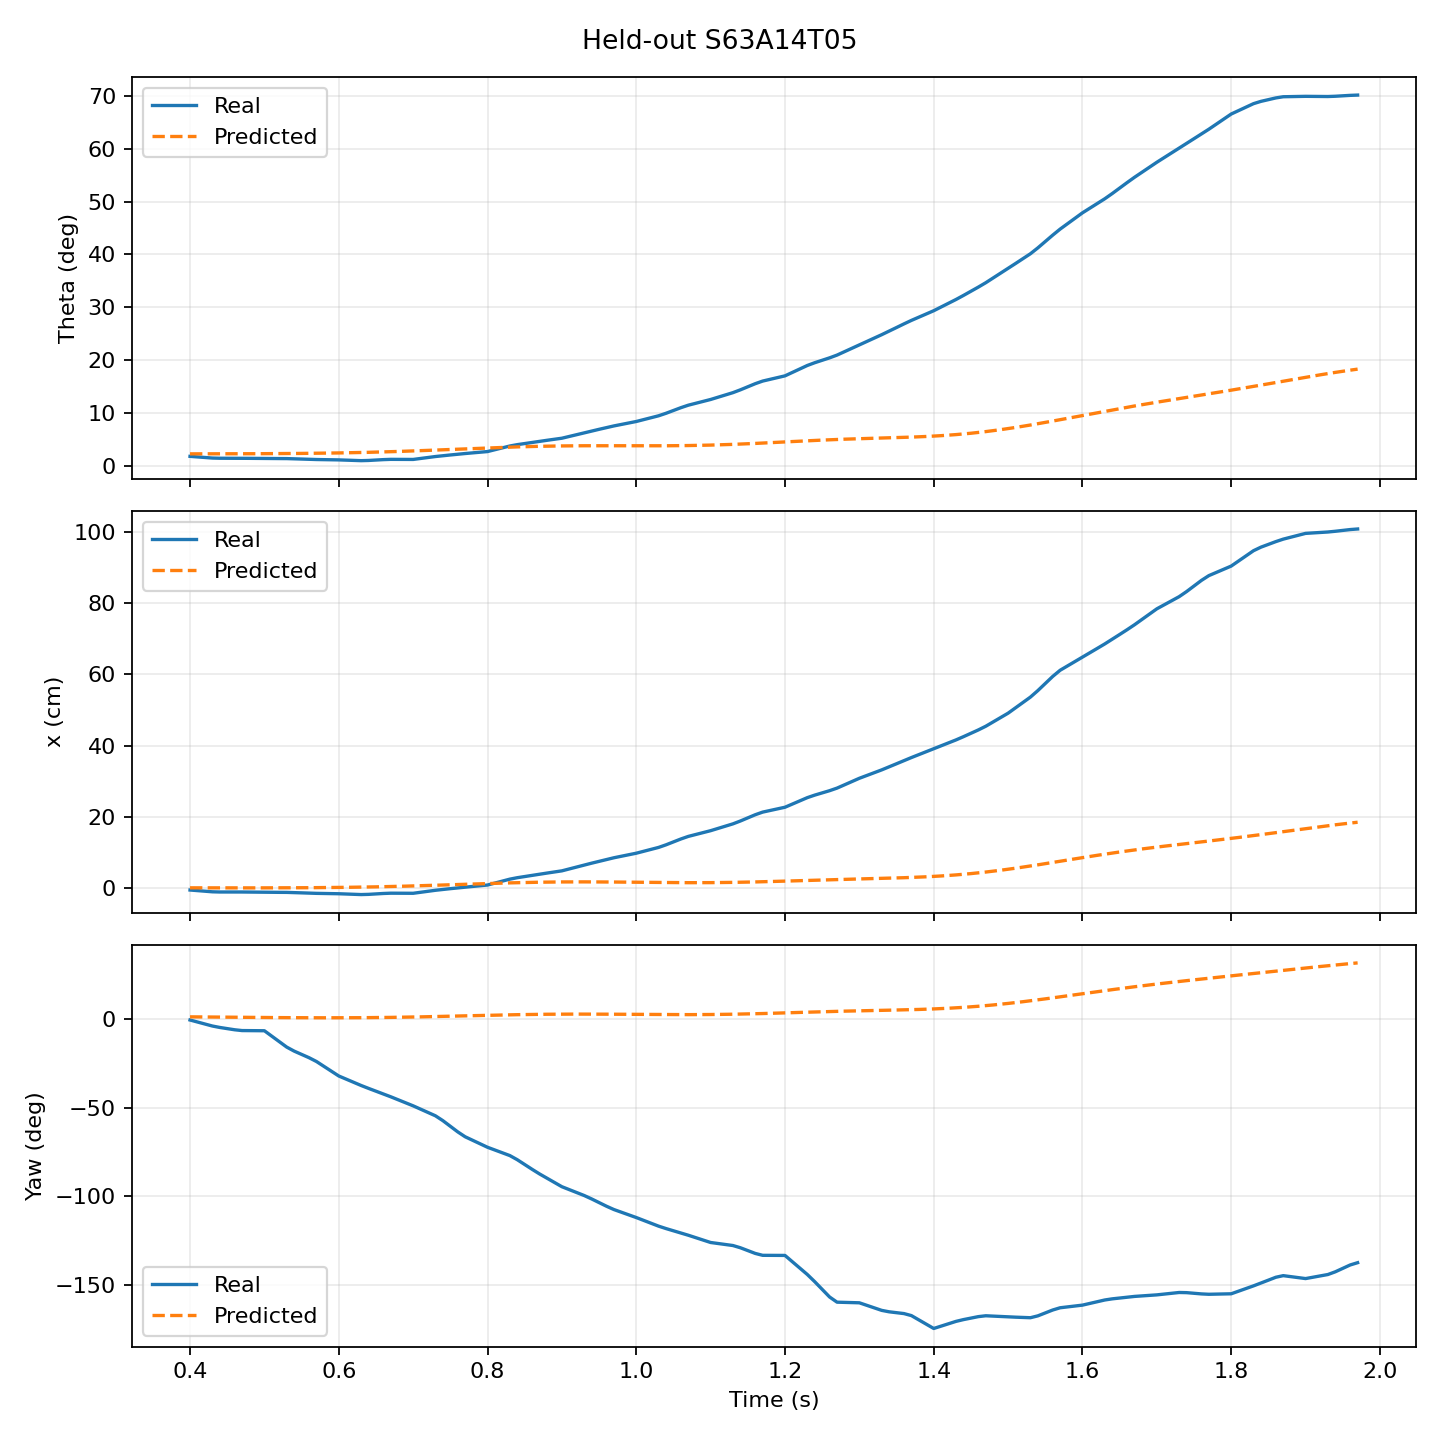 Held-out S63A14T05
70
60
50
40
30
20
10
0
Theta (deg)
Real
Predicted
100
80
60
40
20
0
x (cm)
Real
Predicted
0
−50
−100
−150
Yaw (deg)
Real
Predicted
0.4 0.6 0.8 1.0 1.2 1.4 1.6 1.8 2.0
Time (s)